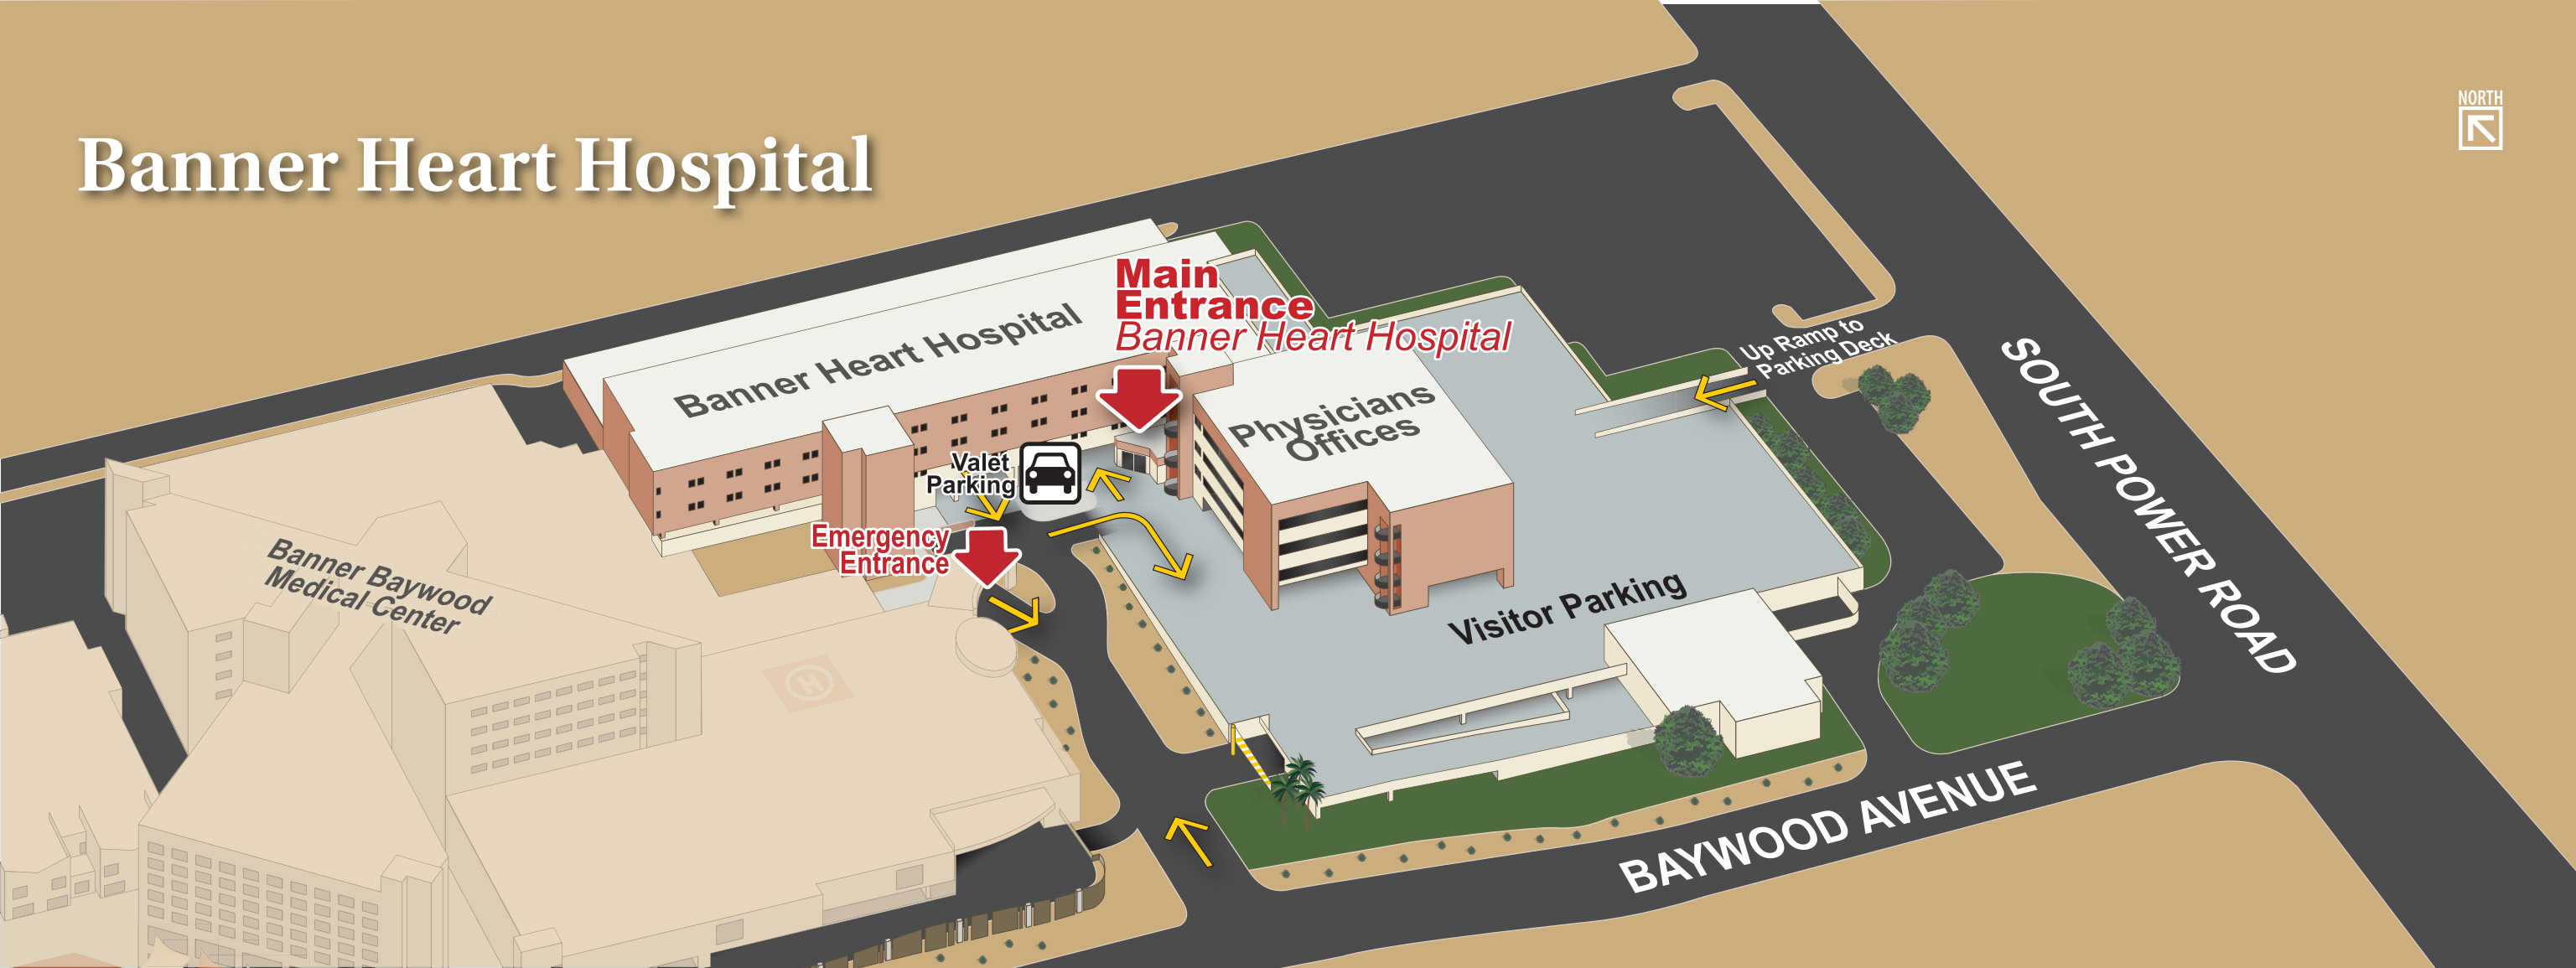 NORTH
Banner Heart Hospital
Main
Entrance
Banner Heart Hospital
Banner Heart Hospital
Up Ramp to
Parking Deck
SOUTH POWER ROAD
Physicians
Offices
Valet
Parking
Emergency
Entrance
Banner Baywood
Medical Center
Visitor Parking
H
BAYWOOD AVENUE